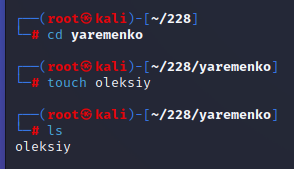 ┌──(root㉿kali)-[~/228]
└─# cd yaremenko
┌──(root㉿kali)-[~/228/yaremenko]
└─# touch oleksiy
┌──(root㉿kali)-[~/228/yaremenko]
└─# ls
oleksiy